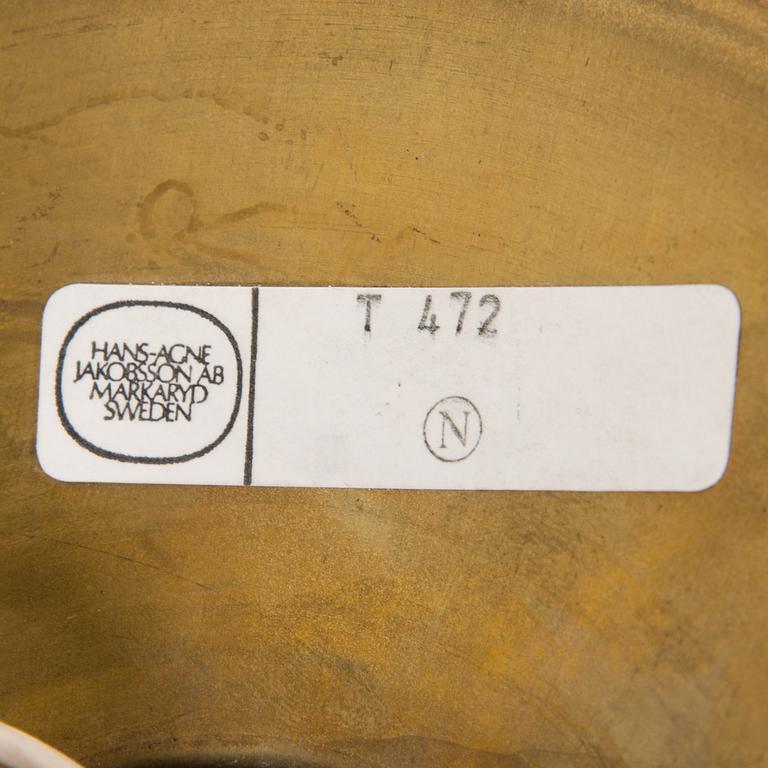 HANS-AGNE
JAKOBSSON AB
MARKARYD
SWEDEN
T 472
N